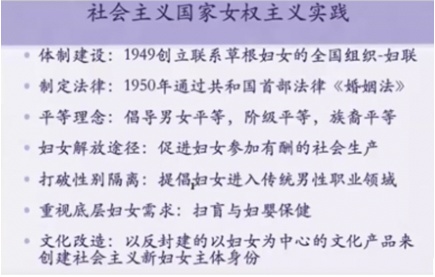 社会主义国家女权主义实践
• 体制建设：1949创立联系草根妇女的全国组织-妇联
• 制定法律：1950年通过共和国首部法律《婚姻法》
• 平等理念：倡导男女平等，阶级平等，族裔平等
• 妇女解放途径：促进妇女参加有酬的社会生产
• 打破性别隔离：提倡妇女进入传统男性职业领域
• 重视底层妇女需求：扫盲与妇婴保健
• 文化改造：以反封建的以妇女为中心的文化产品来
创建社会主义新妇女主体身份